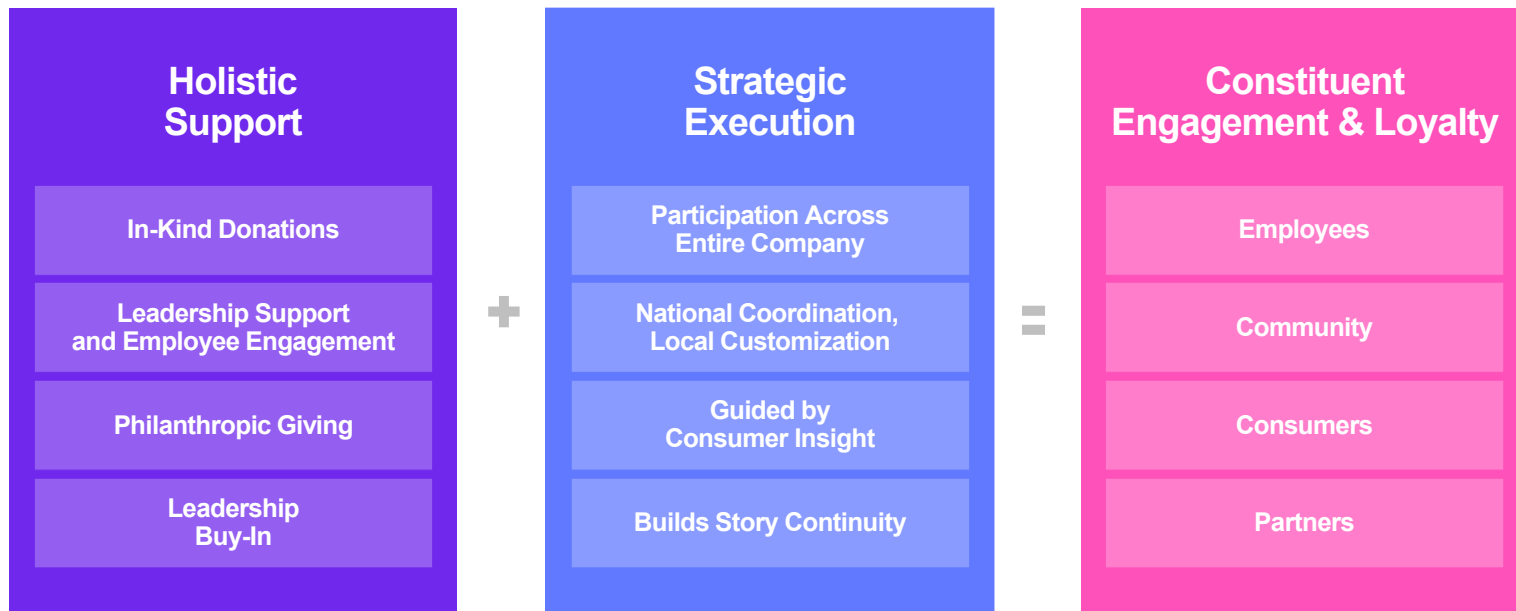 Holistic
Support
In-Kind Donations
Leadership Support
and Employee Engagement
Philanthropic Giving
Leadership
Buy-In
+
Strategic
Execution
Participation Across
Entire Company
National Coordination,
Local Customization
Guided by
Consumer Insight
Builds Story Continuity
=
Constituent
Engagement & Loyalty
Employees
Community
Consumers
Partners